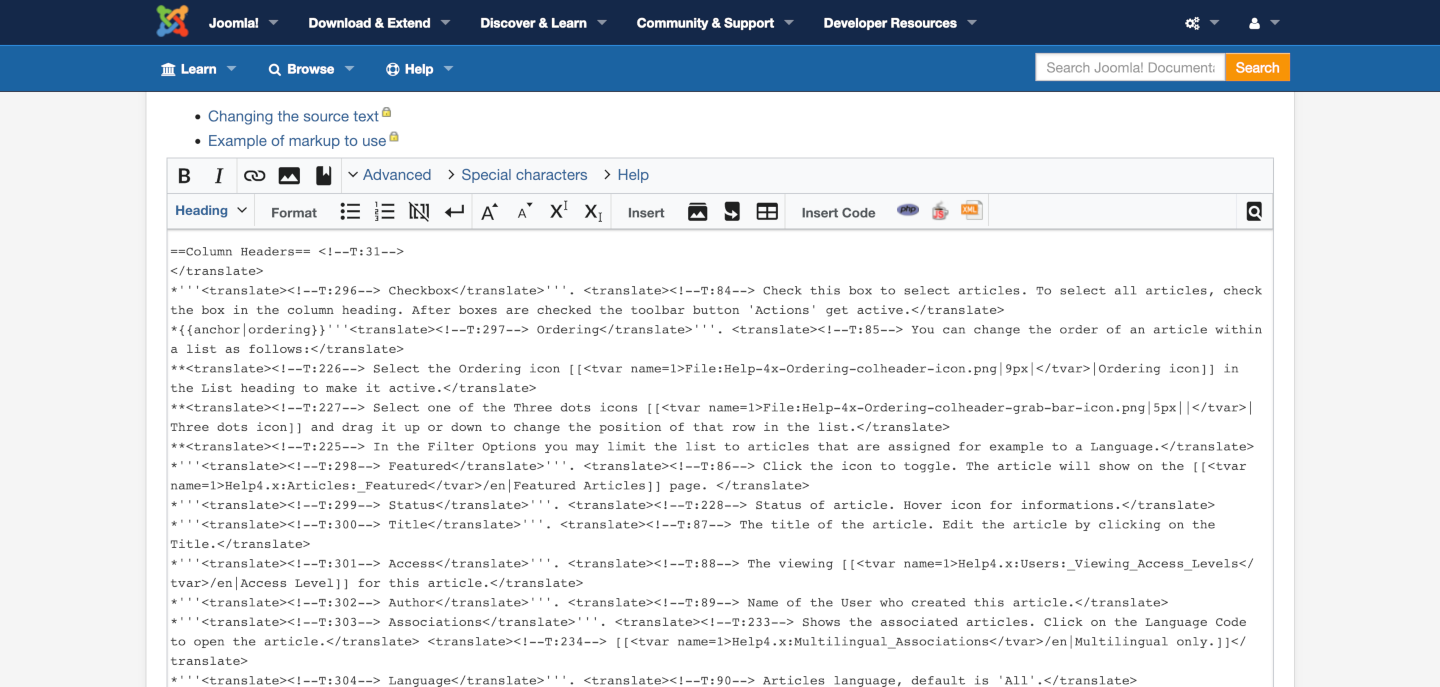 Joomla! Download & Extend Discover & Learn Community & Support Developer Resources
Learn Browse Help Search Joomla! Documenta Search
• Changing the source text
• Example of markup to use
B I Advanced Special characters Help
Heading Format Insert Insert Code php XML
==Column Headers== <!--T:31-->
</translate>
*'''<translate><!--T:296--> Checkbox</translate>'''. <translate><!--T:84--> Check this box to select articles. To select all articles, check
the box in the column heading. After boxes are checked the toolbar button 'Actions' get active.</translate>
*{{anchor|ordering}}'''<translate><!--T:297--> Ordering</translate>'''. <translate><!--T:85--> You can change the order of an article within
a list as follows:</translate>
**<translate><!--T:226--> Select the Ordering icon [[<tvar name=1>File:Help-4x-Ordering-colheader-icon.png|9px|</tvar>|Ordering icon]] in
the List heading to make it active.</translate>
**<translate><!--T:227--> Select one of the Three dots icons [[<tvar name=1>File:Help-4x-Ordering-colheader-grab-bar-icon.png|5px||</tvar>|
Three dots icon]] and drag it up or down to change the position of that row in the list.</translate>
**<translate><!--T:225--> In the Filter Options you may limit the list to articles that are assigned for example to a Language.</translate>
*'''<translate><!--T:298--> Featured</translate>'''. <translate><!--T:86--> Click the icon to toggle. The article will show on the [[<tvar
name=1>Help4.x:Articles:_Featured</tvar>/en|Featured Articles]] page. </translate>
*'''<translate><!--T:299--> Status</translate>'''. <translate><!--T:228--> Status of article. Hover icon for informations.</translate>
*'''<translate><!--T:300--> Title</translate>'''. <translate><!--T:87--> The title of the article. Edit the article by clicking on the
Title.</translate>
*'''<translate><!--T:301--> Access</translate>'''. <translate><!--T:88--> The viewing [[<tvar name=1>Help4.x:Users:_Viewing_Access_Levels</
tvar>/en|Access Level]] for this article.</translate>
*'''<translate><!--T:302--> Author</translate>'''. <translate><!--T:89--> Name of the User who created this article.</translate>
*'''<translate><!--T:303--> Associations</translate>'''. <translate><!--T:233--> Shows the associated articles. Click on the Language Code
to open the article.</translate> <translate><!--T:234--> [[<tvar name=1>Help4.x:Multilingual_Associations</tvar>/en|Multilingual only.]]</
translate>
*'''<translate><!--T:304--> Language</translate>'''. <translate><!--T:90--> Articles language, default is 'All'.</translate>